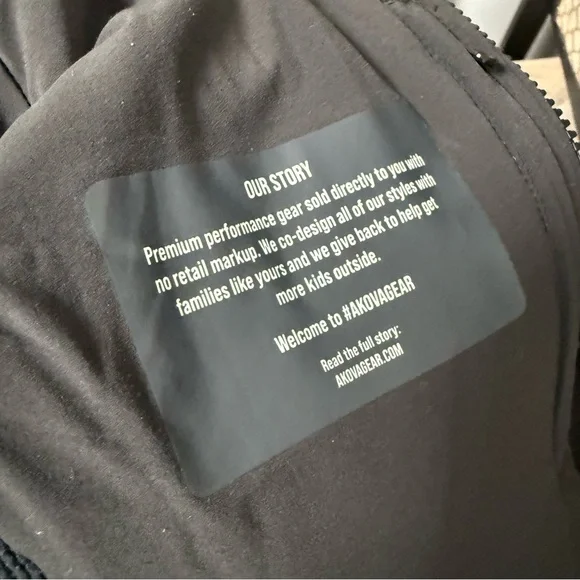 OUR STORY
Premium performance gear sold directly to you with
no retail markup. We co-design all of our styles with
families like yours and we give back to help get
more kids outside.
Welcome to #AKOVAGEAR
Read the full story:
AKOVAGEAR.COM